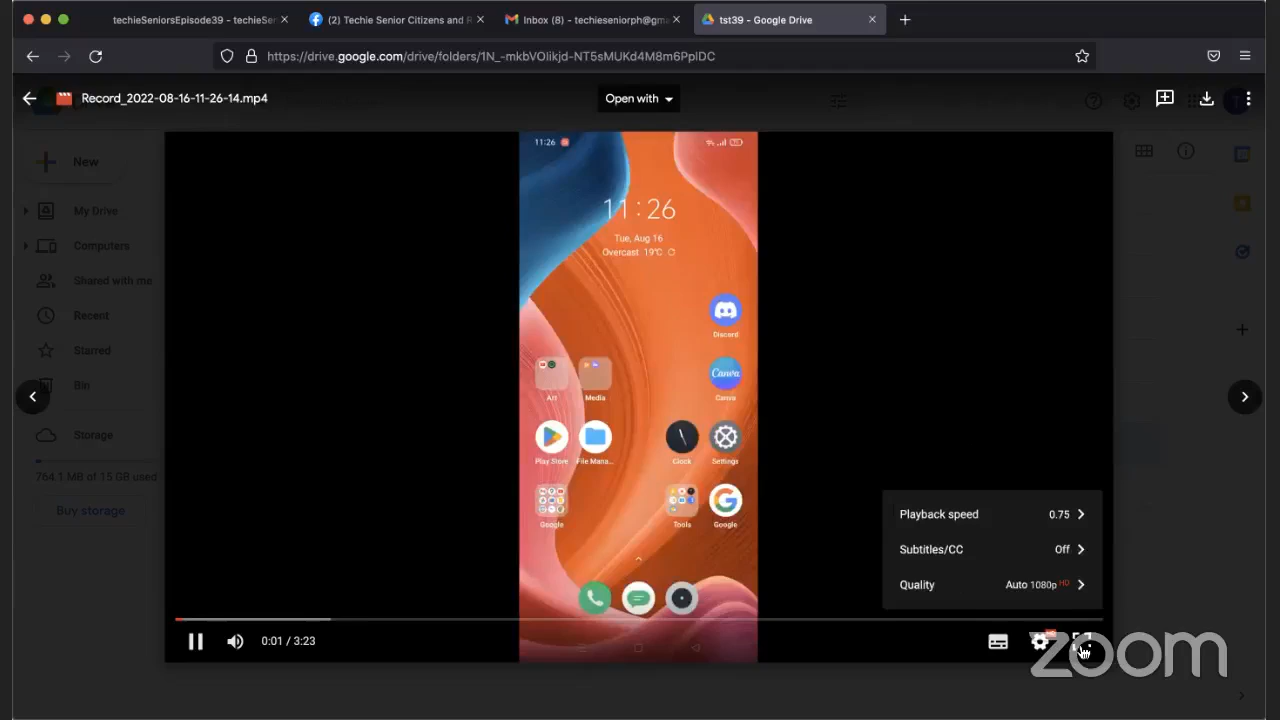 techieSeniorsEpisode39 - techieSer
(2) Techie Senior Citizens and R
Inbox (8) - techieseniorph@gma
tst39 - Google Drive
https://drive.google.com/drive/folders/1N_-mkbVOlikjd-NT5sMUKd4M8m6PpIDC
Record_2022-08-16-11-26-14.mp4
Open with
New
My Drive
Computers
Shared with me
Recent
Starred
Bin
Storage
764.1 MB of 15 GB used
Buy storage
11:26
11:26
Tue, Aug 16
Overcast 19°C
Discord
Art
Media
Canva
Canva
Play Store
File Mana...
Clock
Settings
Google
Tools
Google
Playback speed 0.75
Subtitles/CC Off
Quality Auto 1080p HD
0:01 / 3:23
zoom